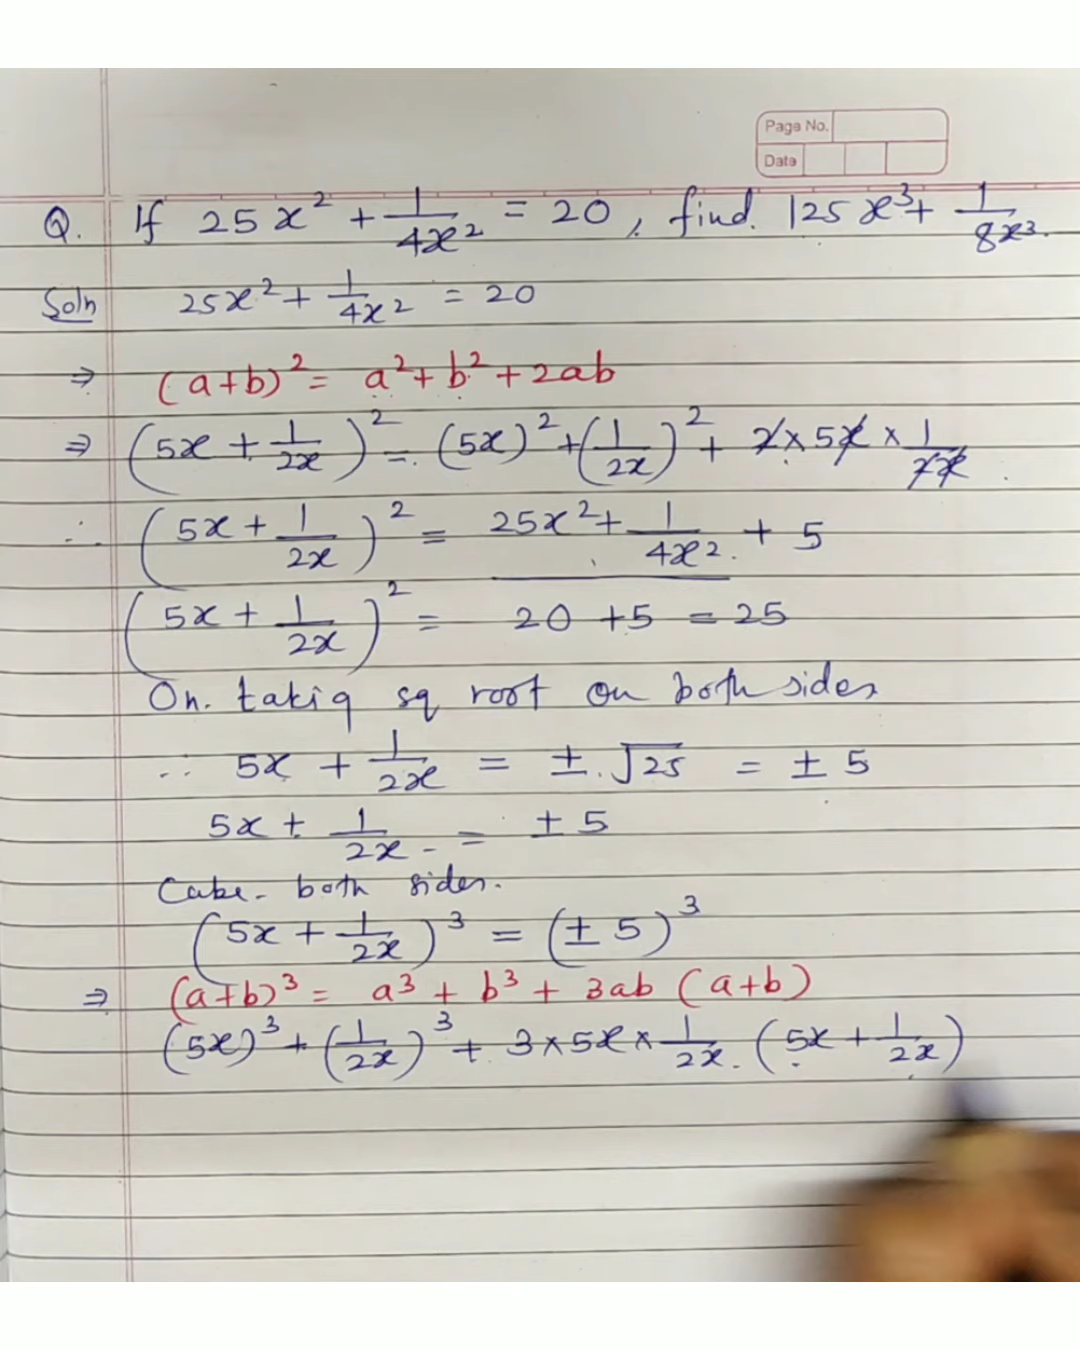 Page No.
Date
Q. If 25x² + 1/4x² = 20, find. 125x³ + 1/8x³.
Soln 25x² + 1/4x² = 20
⇒ (a+b)² = a² + b² + 2ab
⇒ (5x + 1/2x)² = (5x)² + (1/2x)² + 2 × 5x × 1/2x
∴ (5x + 1/2x)² = 25x² + 1/4x² + 5
(5x + 1/2x)² = 20 + 5 = 25
On. takig sq root on both sides
∴ 5x + 1/2x = ± √25 = ± 5
5x + 1/2x = ± 5
Cube both sides.
(5x + 1/2x)³ = (± 5)³
⇒ (a+b)³ = a³ + b³ + 3ab (a+b)
(5x)³ + (1/2x)³ + 3 × 5x × 1/2x. (5x + 1/2x)